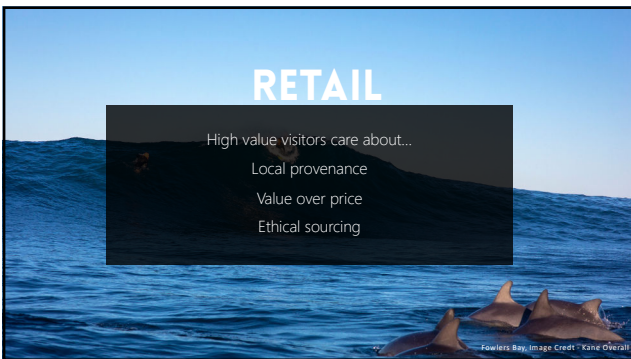 RETAIL
High value visitors care about...
Local provenance
Value over price
Ethical sourcing
Fowlers Bay, Image Credt - Kane Overall